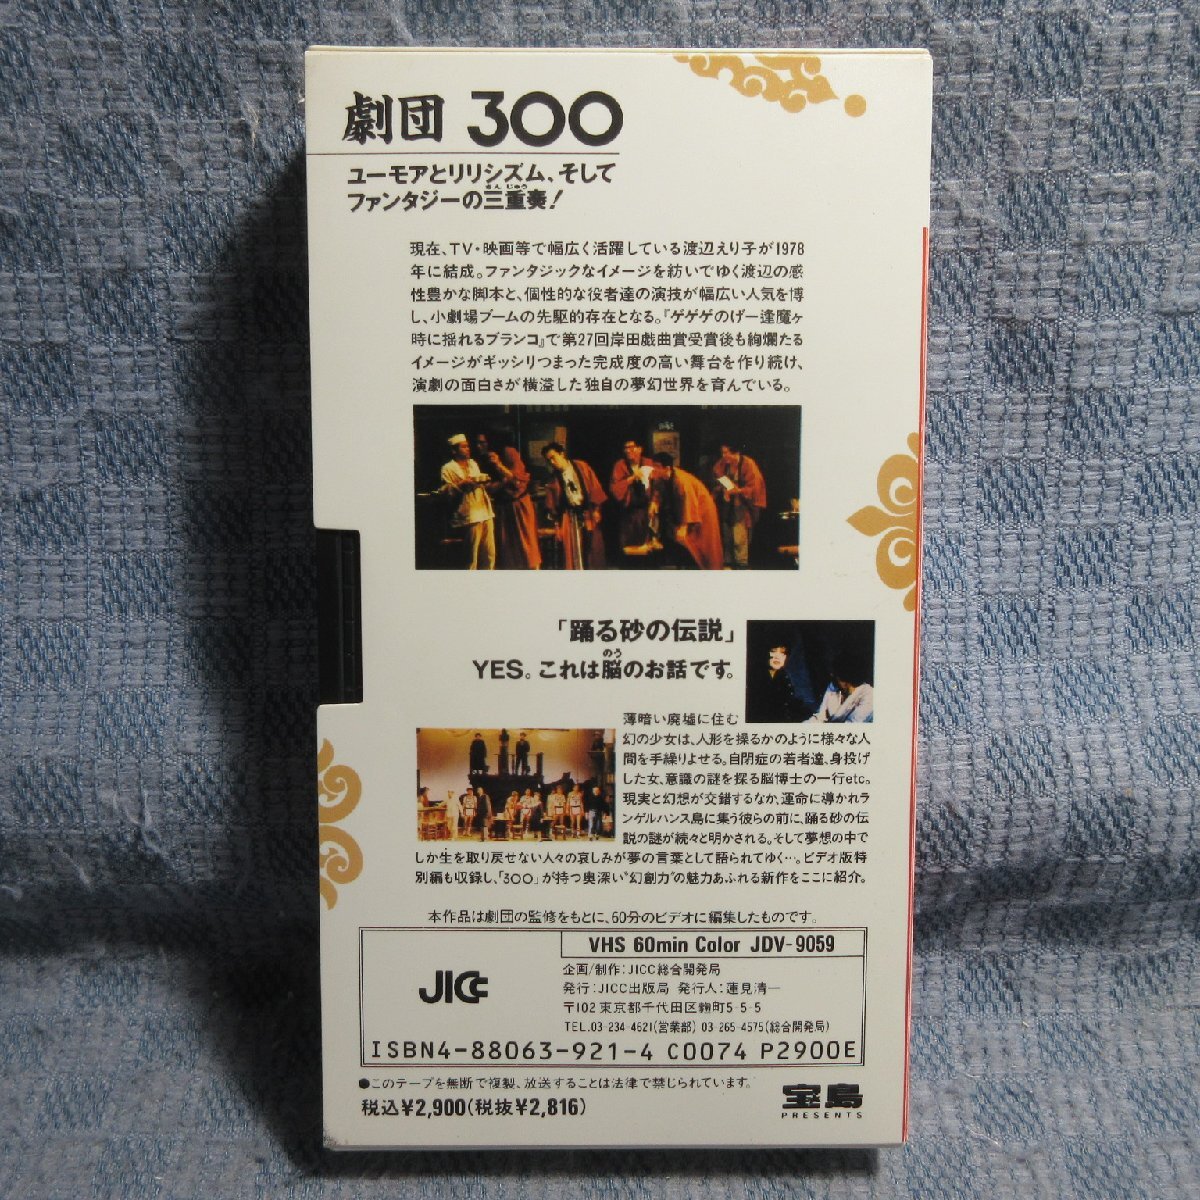 劇団 300
ユーモアとリリシズム、そして
さんじゅう
ファンタジーの三重奏!
現在、TV・映画等で幅広く活躍している渡辺えり子が1978
年に結成。ファンタジックなイメージを紡いでゆく渡辺の感
性豊かな脚本と、個性的な役者達の演技が幅広い人気を博
し、小劇場ブームの先駆的存在となる。『ゲゲゲのげー逢魔ヶ
時に揺れるブランコ』で第27回岸田戯曲賞受賞後も絢爛たる
イメージがギッシリつまった完成度の高い舞台を作り続け、
演劇の面白さが横溢した独自の夢幻世界を育んでいる。
「踊る砂の伝説」
のう
YES。これは脳のお話です。
薄暗い廃墟に住む
幻の少女は、人形を操るかのように様々な人
間を手繰りよせる。自閉症の若者達、身投げ
した女、意識の謎を探る脳博士の一行etc。
現実と幻想が交錯するなか、運命に導かれラ
ンゲルハンス島に集う彼らの前に、踊る砂の伝
説の謎が続々と明かされる。そして夢想の中で
しか生を取り戻せない人々の哀しみが夢の言葉として語られてゆく…。ビデオ版特
別編も収録し、「300」が持つ奥深い"幻創力"の魅力あふれる新作をここに紹介。
本作品は劇団の監修をもとに、60分のビデオに編集したものです。
VHS 60min Color JDV-9059
JICC
企画/制作:JICC総合開発局
発行:JICC出版局 発行人:蓮見清一
〒102 東京都千代田区麹町5-5-5
TEL.03-234-4621(営業部) 03-265-4575(総合開発局)
ISBN4-88063-921-4 C0074 P2900E
●このテープを無断で複製、放送することは法律で禁じられています。
税込¥2,900(税抜¥2,816)
宝島
PRESENTS